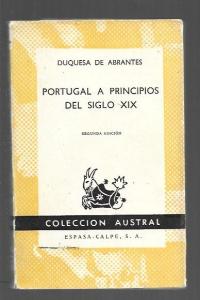 DUQUESA DE ABRANTES
PORTUGAL A PRINCIPIOS
DEL SIGLO XIX
SEGUNDA EDICIÓN
COLECCION AUSTRAL
ESPASA-CALPE, S. A.